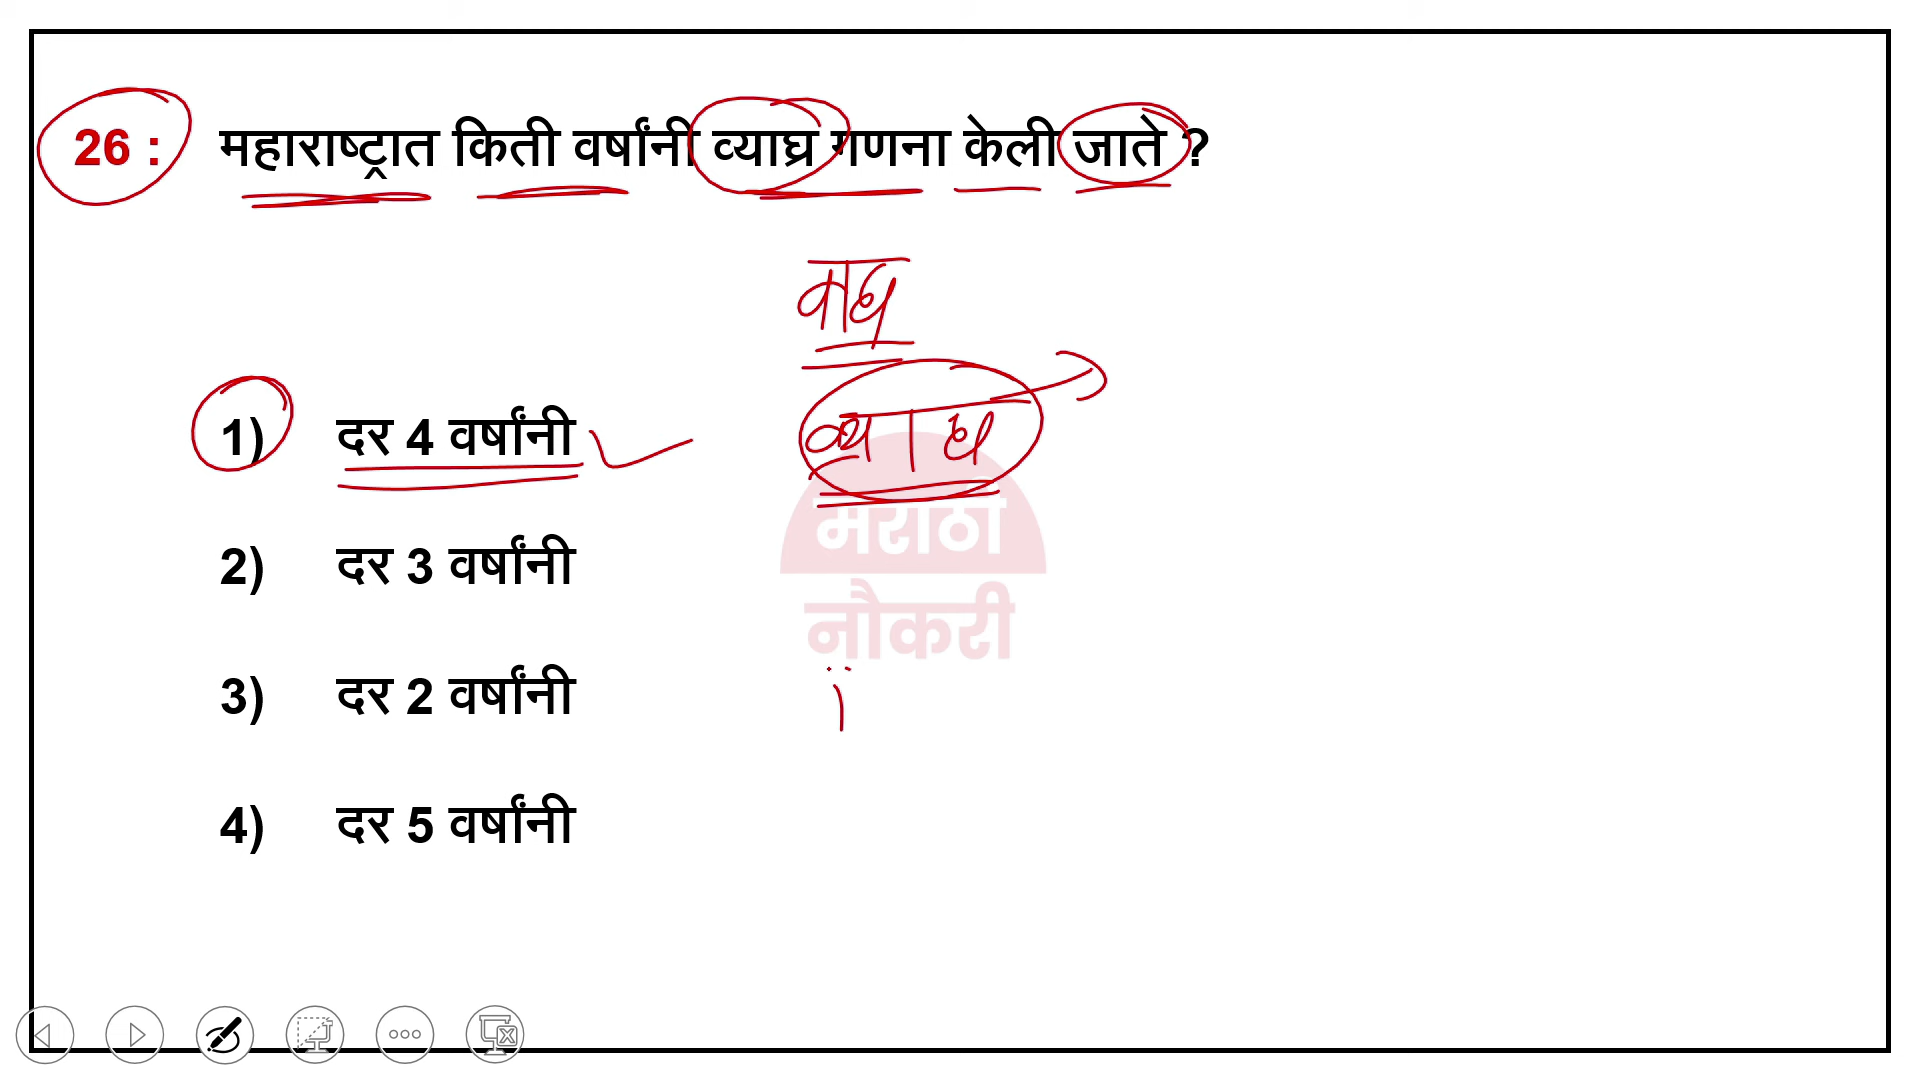 26 : महाराष्ट्रात किती वर्षांनी व्याघ्र गणना केली जाते ?
वाघ
1) दर 4 वर्षांनी
व्याघ्र
मराठी
2) दर 3 वर्षांनी
नौकरी
3) दर 2 वर्षांनी
4) दर 5 वर्षांनी